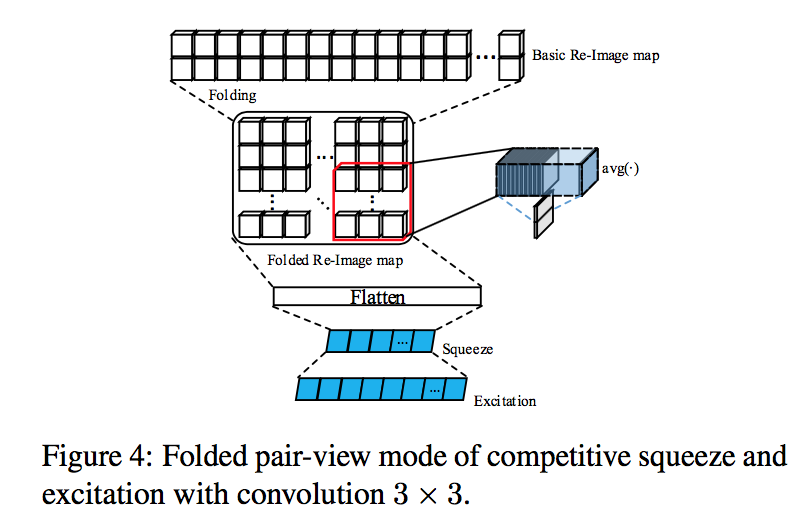 Basic Re-Image map
Folding
avg(·)
Folded Re-Image map
Flatten
Squeeze
Excitation
Figure 4: Folded pair-view mode of competitive squeeze and
excitation with convolution 3 × 3.